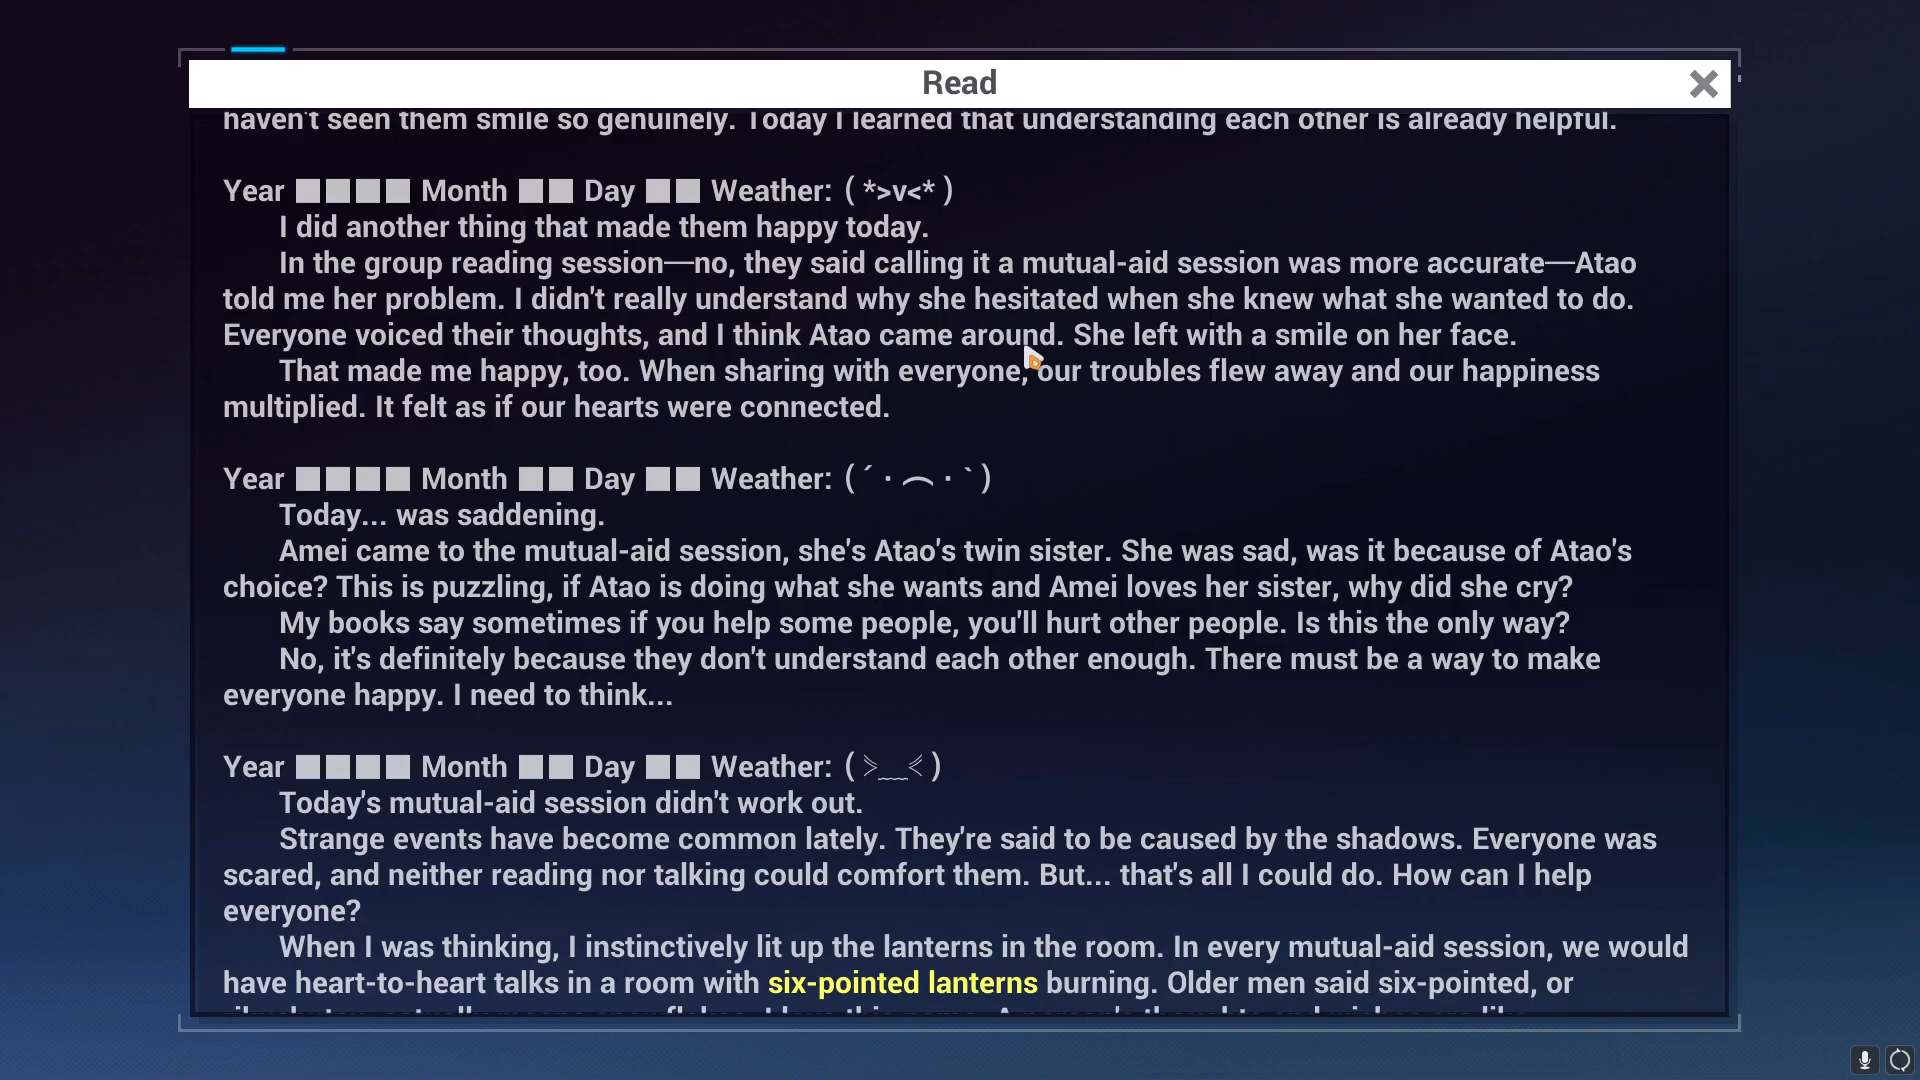 Read
haven't seen them smile so genuinely. Today I learned that understanding each other is already helpful.
Year ■■■■ Month ■■ Day ■■ Weather: ( *>v<* )
I did another thing that made them happy today.
In the group reading session—no, they said calling it a mutual-aid session was more accurate—Atao
told me her problem. I didn't really understand why she hesitated when she knew what she wanted to do.
Everyone voiced their thoughts, and I think Atao came around. She left with a smile on her face.
That made me happy, too. When sharing with everyone, our troubles flew away and our happiness
multiplied. It felt as if our hearts were connected.
Year ■■■■ Month ■■ Day ■■ Weather: ( ´ · ︵ · ` )
Today... was saddening.
Amei came to the mutual-aid session, she's Atao's twin sister. She was sad, was it because of Atao's
choice? This is puzzling, if Atao is doing what she wants and Amei loves her sister, why did she cry?
My books say sometimes if you help some people, you'll hurt other people. Is this the only way?
No, it's definitely because they don't understand each other enough. There must be a way to make
everyone happy. I need to think...
Year ■■■■ Month ■■ Day ■■ Weather: ( ⪢﹏⪡ )
Today's mutual-aid session didn't work out.
Strange events have become common lately. They're said to be caused by the shadows. Everyone was
scared, and neither reading nor talking could comfort them. But... that's all I could do. How can I help
everyone?
When I was thinking, I instinctively lit up the lanterns in the room. In every mutual-aid session, we would
have heart-to-heart talks in a room with six-pointed lanterns burning. Older men said six-pointed, or